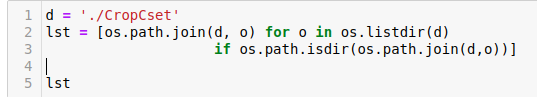 1 d = './CropCset'
2 lst = [os.path.join(d, o) for o in os.listdir(d)
3 if os.path.isdir(os.path.join(d,o))]
4
5 lst